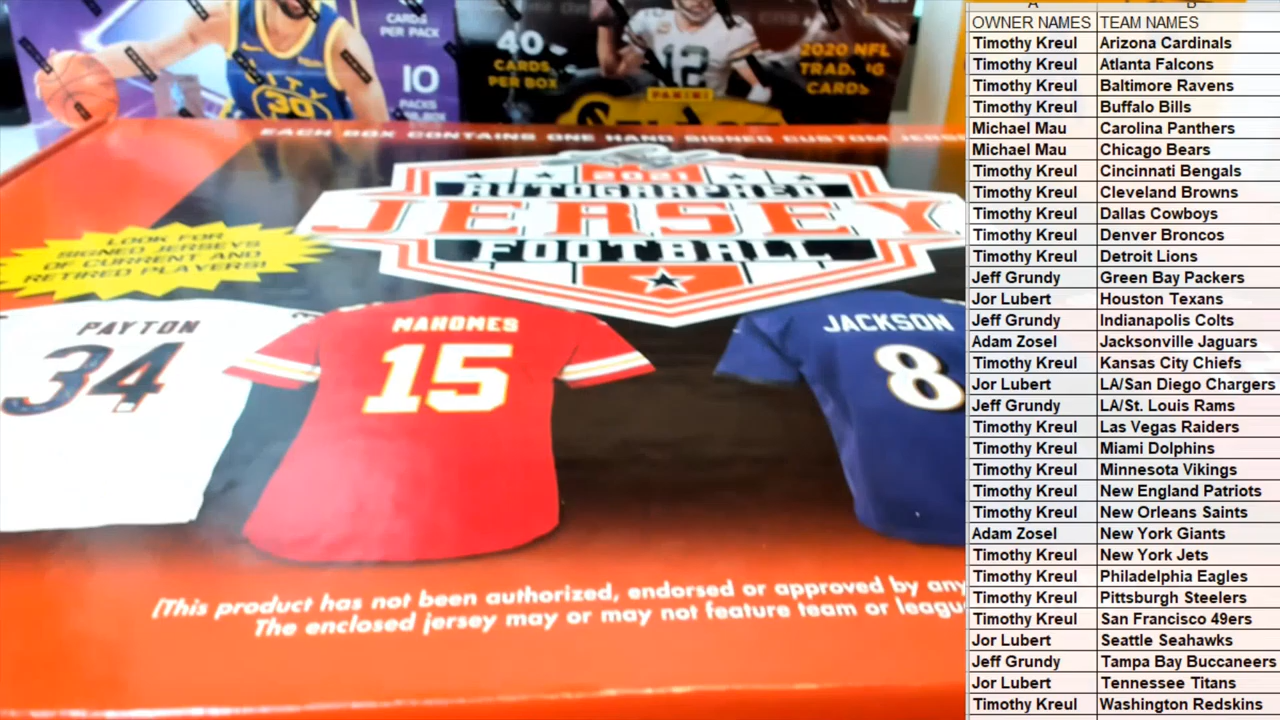 CARDS
PER PACK
10
PACKS
30
40
CARDS
PER BOX
12
PANINI
2020 NFL
CARDS
EACH BOX CONTAINS ONE HAND SIGNED CUSTOM
2021
AUTOGRAPHED
JERSEY
FOOTBALL
LOOK FOR
SIGNED JERSEYS
OF CURRENT AND
RETIRED PLAYERS!
PAYTON
34
MAHOMES
15
JACKSON
8
(This product has not been authorized, endorsed or approved by any
The enclosed jersey may or may not feature team or leagu
OWNER NAMES TEAM NAMES
Timothy Kreul Arizona Cardinals
Timothy Kreul Atlanta Falcons
Timothy Kreul Baltimore Ravens
Timothy Kreul Buffalo Bills
Michael Mau Carolina Panthers
Michael Mau Chicago Bears
Timothy Kreul Cincinnati Bengals
Timothy Kreul Cleveland Browns
Timothy Kreul Dallas Cowboys
Timothy Kreul Denver Broncos
Timothy Kreul Detroit Lions
Jeff Grundy Green Bay Packers
Jor Lubert Houston Texans
Jeff Grundy Indianapolis Colts
Adam Zosel Jacksonville Jaguars
Timothy Kreul Kansas City Chiefs
Jor Lubert LA/San Diego Chargers
Jeff Grundy LA/St. Louis Rams
Timothy Kreul Las Vegas Raiders
Timothy Kreul Miami Dolphins
Timothy Kreul Minnesota Vikings
Timothy Kreul New England Patriots
Timothy Kreul New Orleans Saints
Adam Zosel New York Giants
Timothy Kreul New York Jets
Timothy Kreul Philadelphia Eagles
Timothy Kreul Pittsburgh Steelers
Timothy Kreul San Francisco 49ers
Jor Lubert Seattle Seahawks
Jeff Grundy Tampa Bay Buccaneers
Jor Lubert Tennessee Titans
Timothy Kreul Washington Redskins